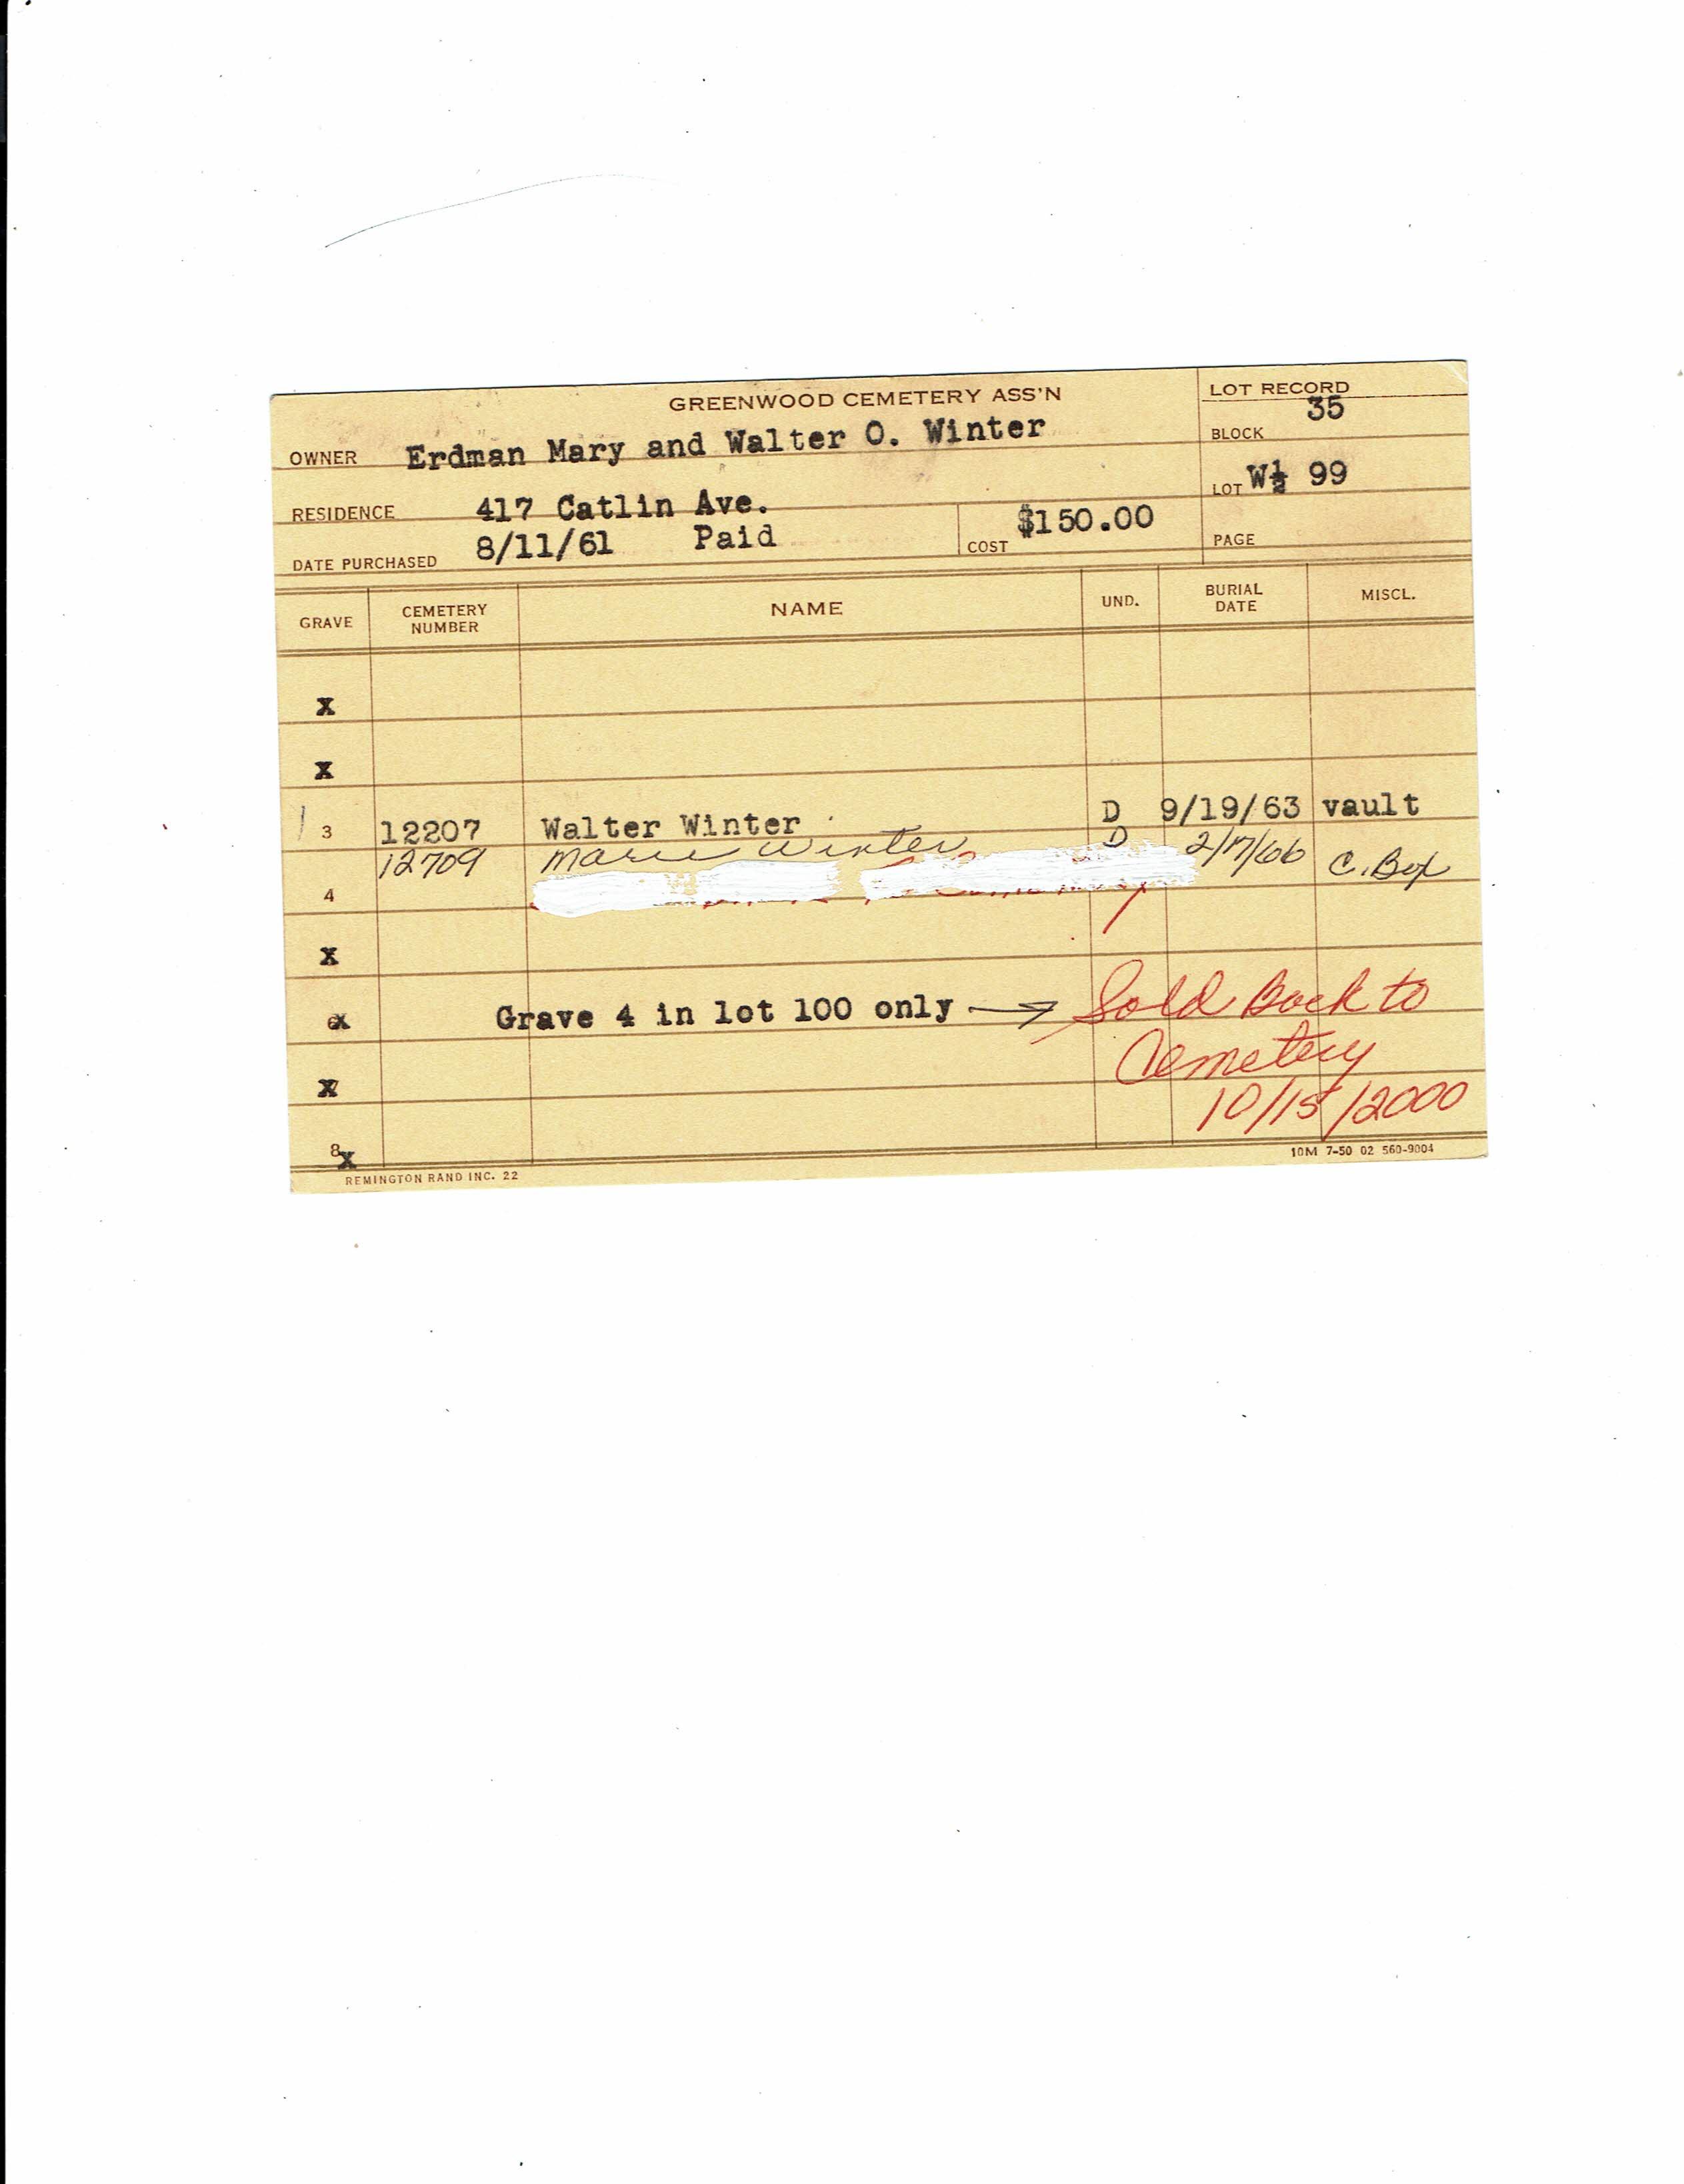 GREENWOOD CEMETERY ASS'N
LOT RECORD
OWNER Erdman Mary and Walter O. Winter
BLOCK 35
RESIDENCE 417 Catlin Ave.
LOT W½ 99
DATE PURCHASED 8/11/61 Paid
COST $150.00
PAGE
GRAVE CEMETERY NUMBER NAME UND. BURIAL DATE MISCL.
X
X
3 12207 Walter Winter D 9/19/63 vault
4 12709 Marie Winter D 2/7/66 C. Box
X
6X Grave 4 in lot 100 only → Sold Back to
Cemetery
X
10/15/2000
8X
REMINGTON RAND INC. 22
10M 7-50 02 560-9004